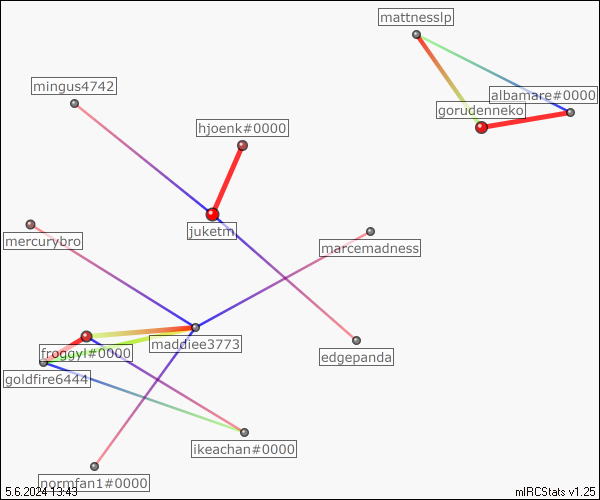 mattnesslp
mingus4742
albamare#0000
gorudenneko
hjoenk#0000
juketm
mercurybro
marcemadness
maddiee3773
froggyl#0000
edgepanda
goldfire6444
ikeachan#0000
normfan1#0000
5.6.2024 13:43
mIRCStats v1.25